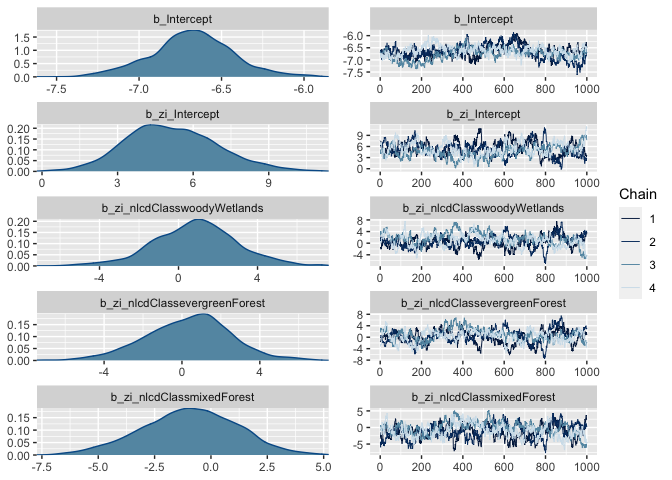 b_Intercept b_Intercept
1.5
1.0
0.5
0.0
-7.5 -7.0 -6.5 -6.0
-6.0
-6.5
-7.0
-7.5
0 200 400 600 800 1000
b_zi_Intercept b_zi_Intercept
0.20
0.15
0.10
0.05
0.00
0 3 6 9
9
6
3
0
0 200 400 600 800 1000
b_zi_nlcdClasswoodyWetlands b_zi_nlcdClasswoodyWetlands
0.20
0.15
0.10
0.05
0.00
-4 0 4
8
4
0
-4
0 200 400 600 800 1000
b_zi_nlcdClassevergreenForest b_zi_nlcdClassevergreenForest
0.15
0.10
0.05
0.00
-4 0 4
8
4
0
-4
-8
0 200 400 600 800 1000
b_zi_nlcdClassmixedForest b_zi_nlcdClassmixedForest
0.15
0.10
0.05
0.00
-7.5 -5.0 -2.5 0.0 2.5 5.0
5
0
-5
0 200 400 600 800 1000
Chain
1
2
3
4